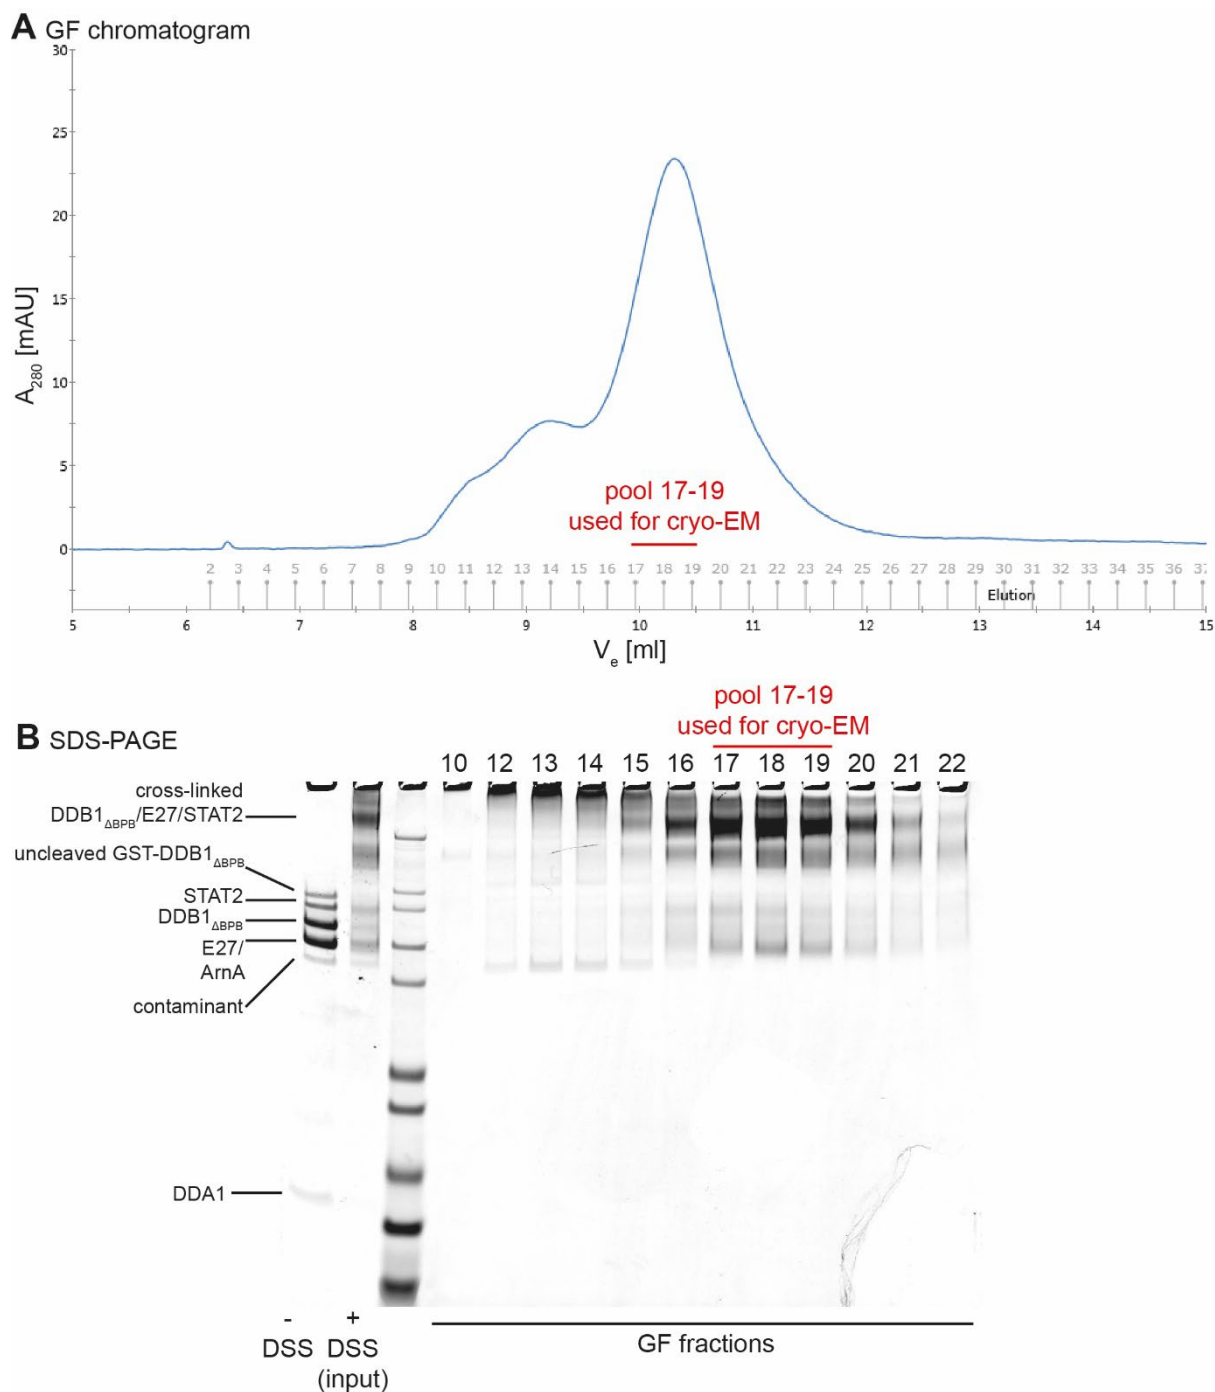 A GF chromatogram
30
25
20
15
10
5
0
A280 [mAU]
pool 17-19
used for cryo-EM
2 3 4 5 6 7 8 9 10 11 12 13 14 15 16 17 18 19 20 21 22 23 24 25 26 27 28 29 30 31 32 33 34 35 36 37
Elution
5 6 7 8 9 10 11 12 13 14 15
Ve [ml]
pool 17-19
used for cryo-EM
B SDS-PAGE
10 12 13 14 15 16 17 18 19 20 21 22
cross-linked
DDB1ΔBPB/E27/STAT2
uncleaved GST-DDB1ΔBPB
STAT2
DDB1ΔBPB
E27/
ArnA
contaminant
DDA1
- +
DSS DSS
(input)
GF fractions